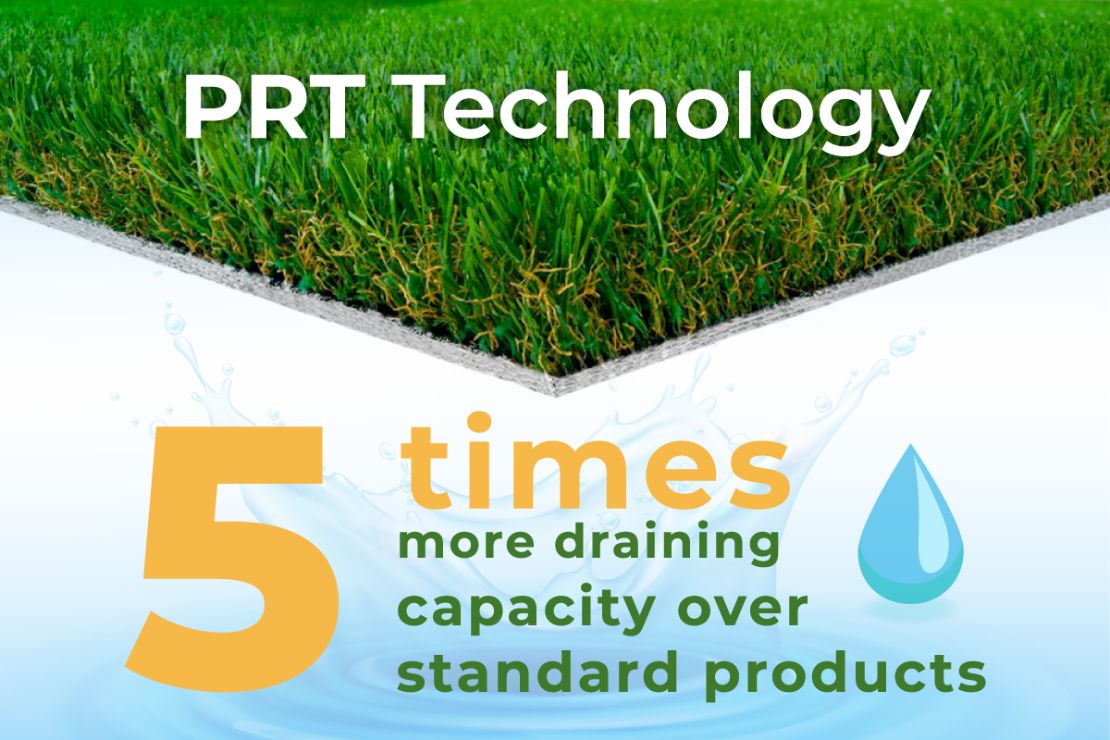 PRT Technology
5 times
more draining
capacity over
standard products